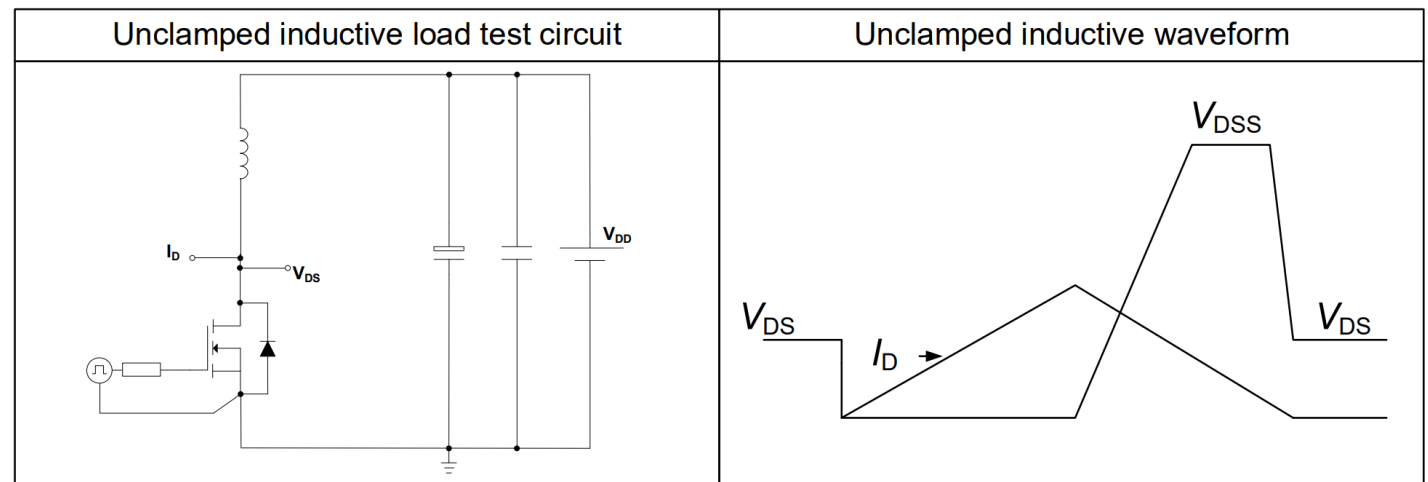 Unclamped inductive load test circuit
Unclamped inductive waveform
VDSS
VDD
ID
VDS
VDS
VDS
ID